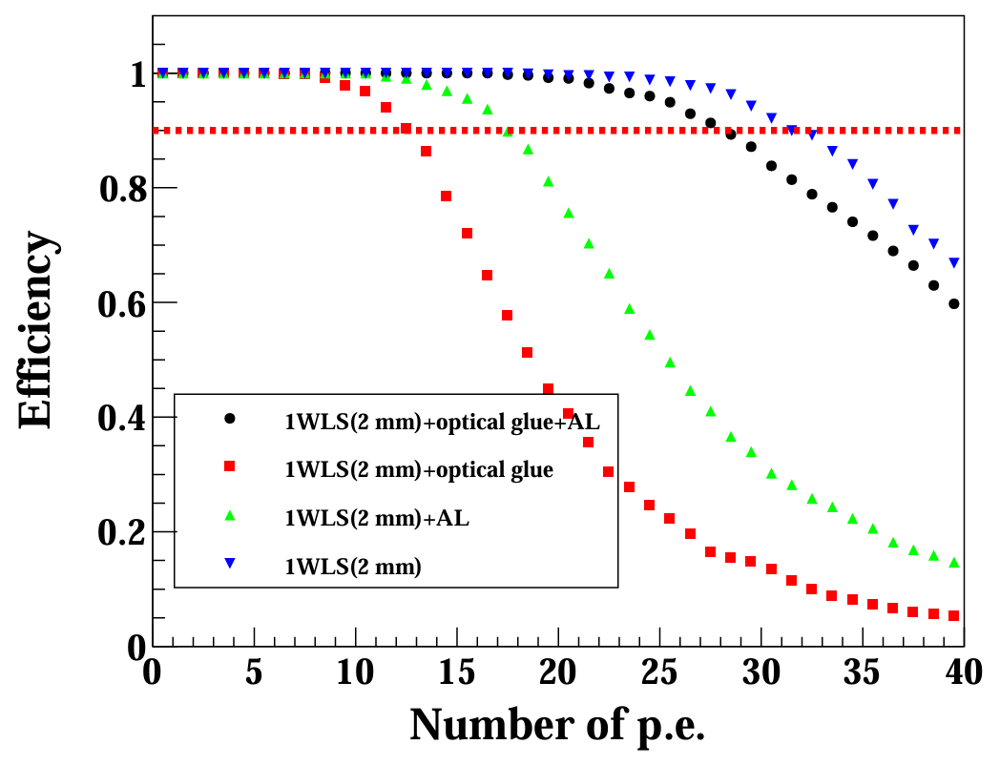 Efficiency
1
0.8
0.6
0.4
0.2
0
1WLS(2 mm)+optical glue+AL
1WLS(2 mm)+optical glue
1WLS(2 mm)+AL
1WLS(2 mm)
0 5 10 15 20 25 30 35 40
Number of p.e.